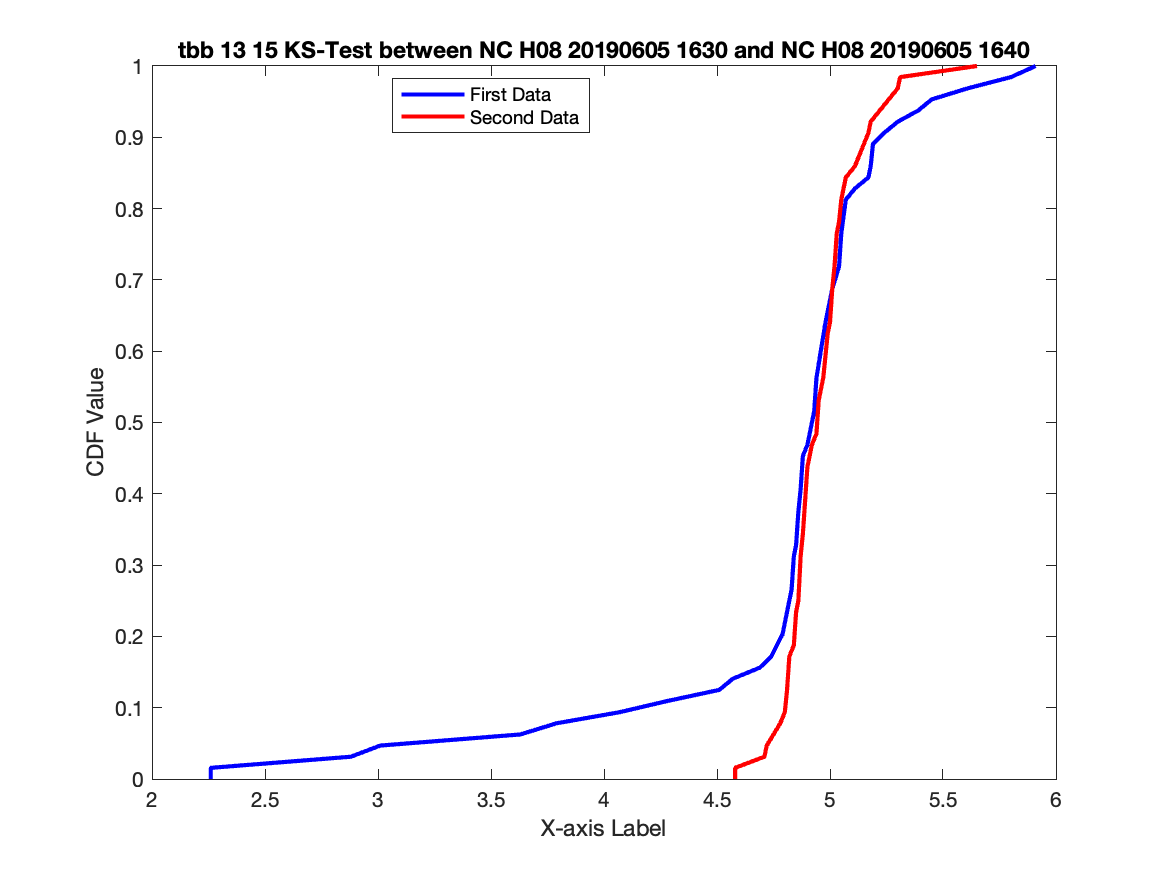 tbb 13 15 KS-Test between NC H08 20190605 1630 and NC H08 20190605 1640
First Data
Second Data
1
0.9
0.8
0.7
0.6
0.5
0.4
0.3
0.2
0.1
0
CDF Value
2 2.5 3 3.5 4 4.5 5 5.5 6
X-axis Label